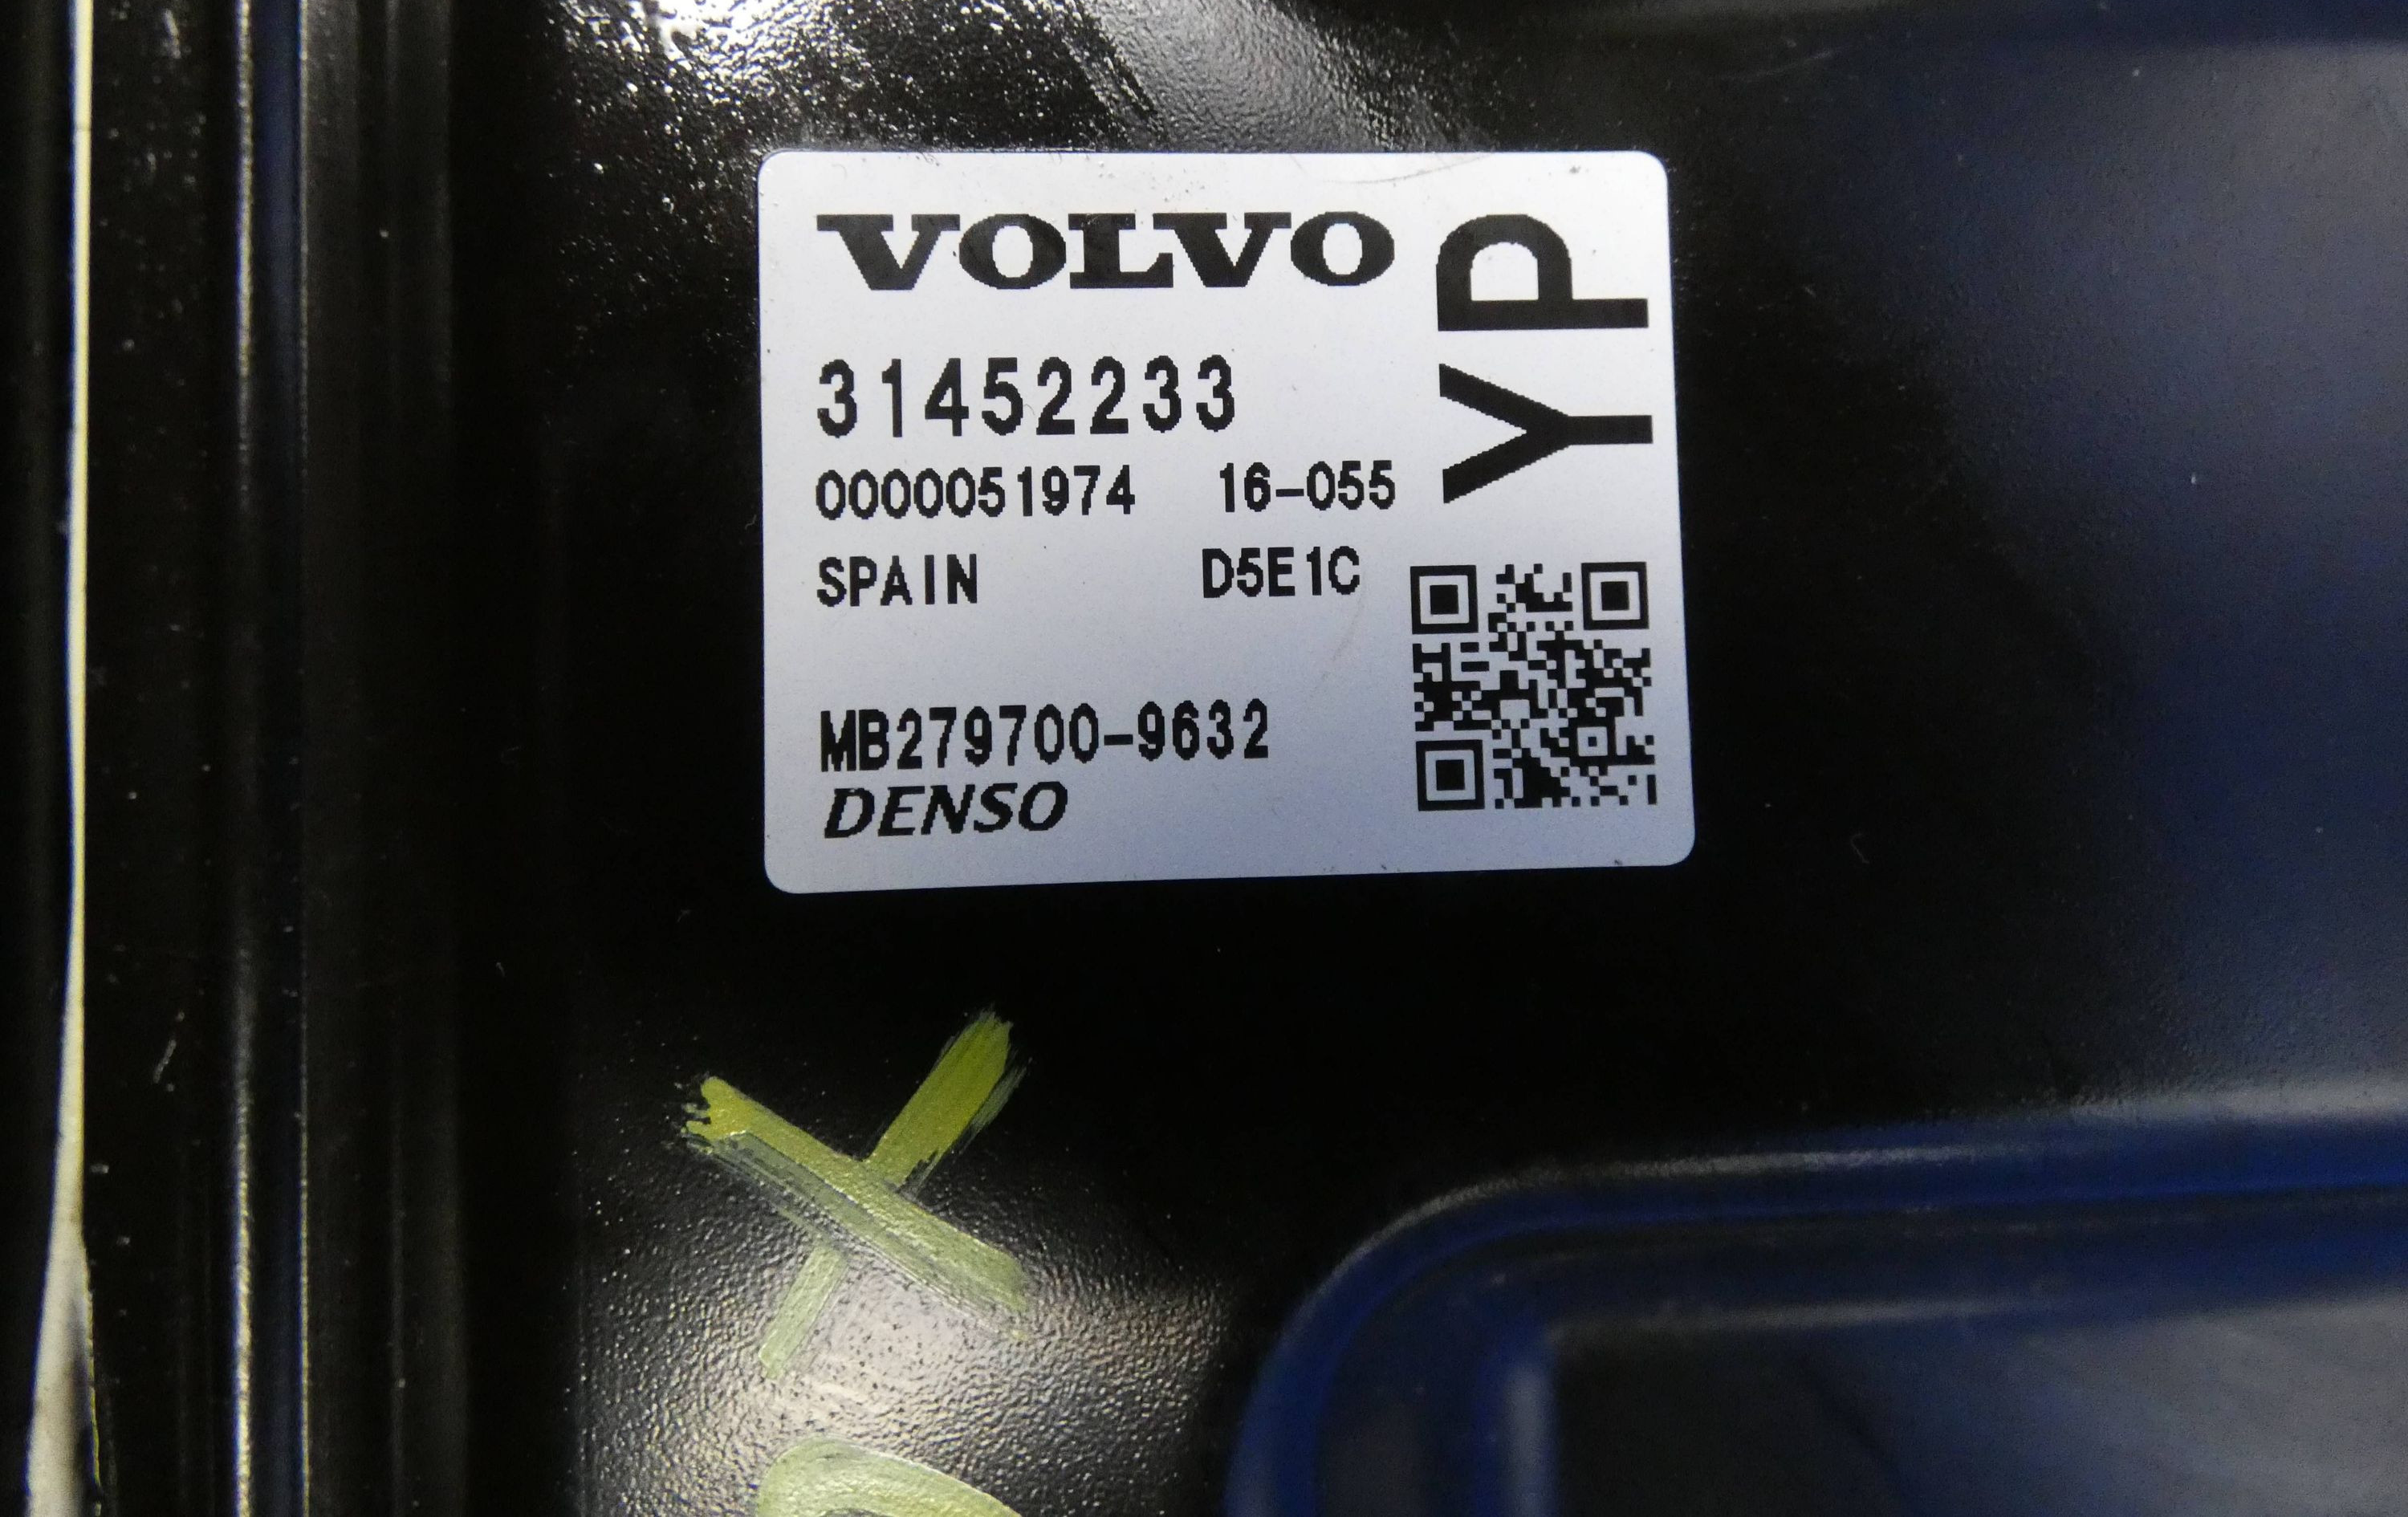 VOLVO
YP
31452233
0000051974 16-055
SPAIN D5E1C
MB279700-9632
DENSO
X